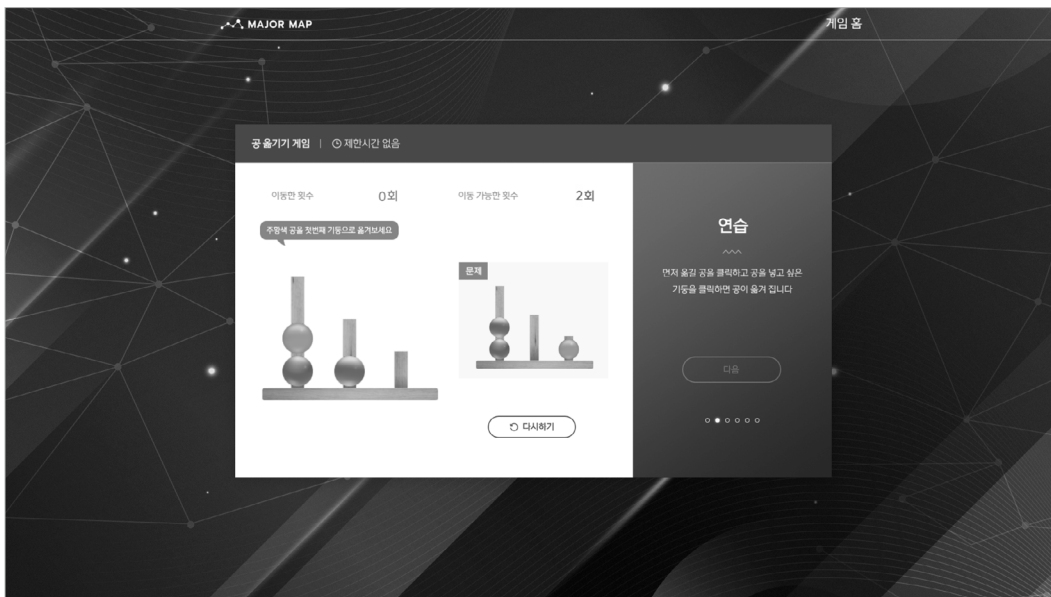 MAJOR MAP
게임 홈
공 옮기기 게임 | 제한시간 없음
이동한 횟수 0회 이동 가능한 횟수 2회
주황색 공을 첫번째 기둥으로 옮겨보세요
문제
다시하기
연습
먼저 옮길 공을 클릭하고 공을 넣고 싶은
기둥을 클릭하면 공이 옮겨 집니다
다음